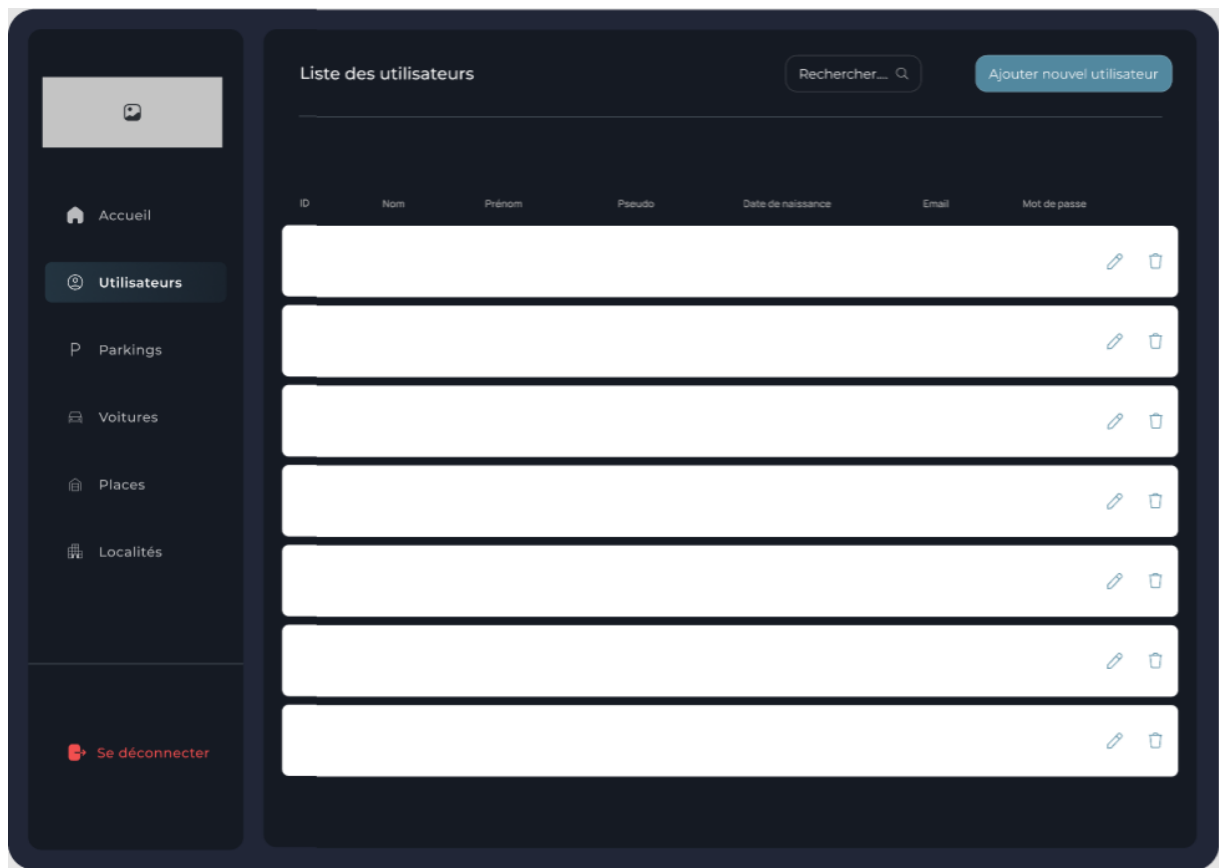 Liste des utilisateurs
Rechercher....
Ajouter nouvel utilisateur
Accueil
Utilisateurs
P Parkings
Voitures
Places
Localités
Se déconnecter
ID Nom Prénom Pseudo Date de naissance Email Mot de passe